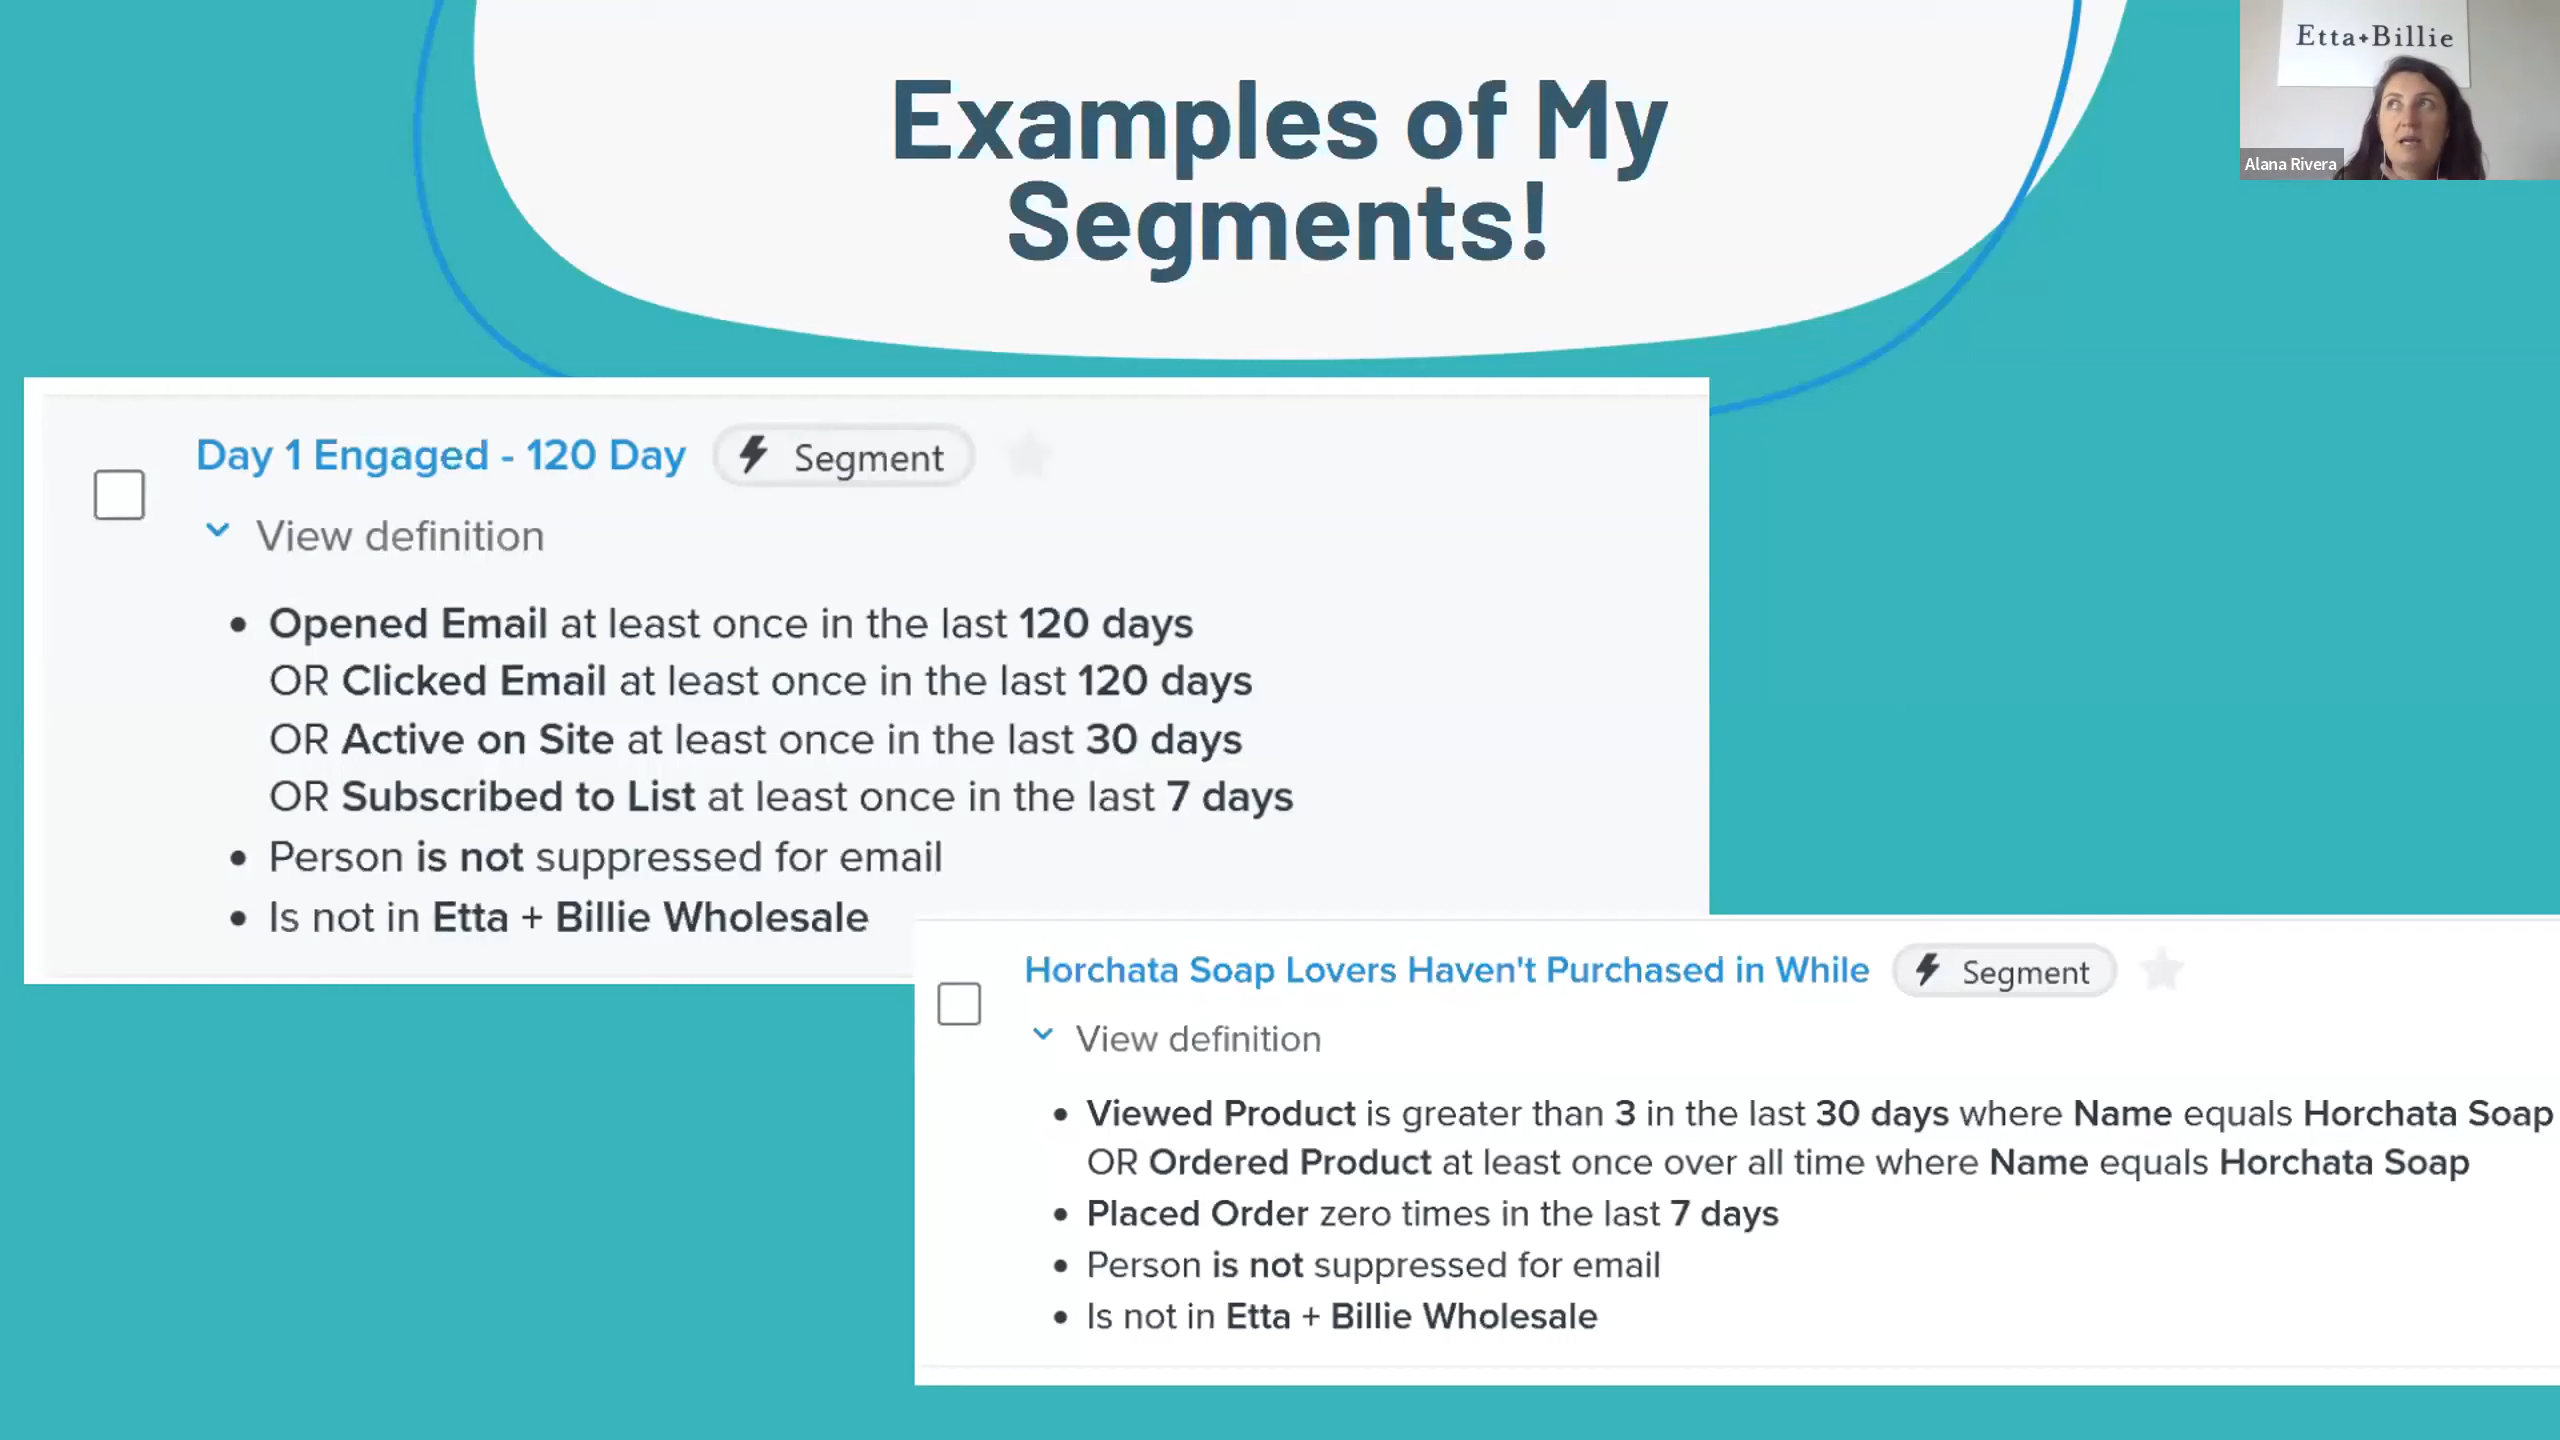 Etta+Billie
Alana Rivera
Examples of My
Segments!
Day 1 Engaged - 120 Day Segment
View definition
• Opened Email at least once in the last 120 days
OR Clicked Email at least once in the last 120 days
OR Active on Site at least once in the last 30 days
OR Subscribed to List at least once in the last 7 days
• Person is not suppressed for email
• Is not in Etta + Billie Wholesale
Horchata Soap Lovers Haven't Purchased in While Segment
View definition
• Viewed Product is greater than 3 in the last 30 days where Name equals Horchata Soap
OR Ordered Product at least once over all time where Name equals Horchata Soap
• Placed Order zero times in the last 7 days
• Person is not suppressed for email
• Is not in Etta + Billie Wholesale